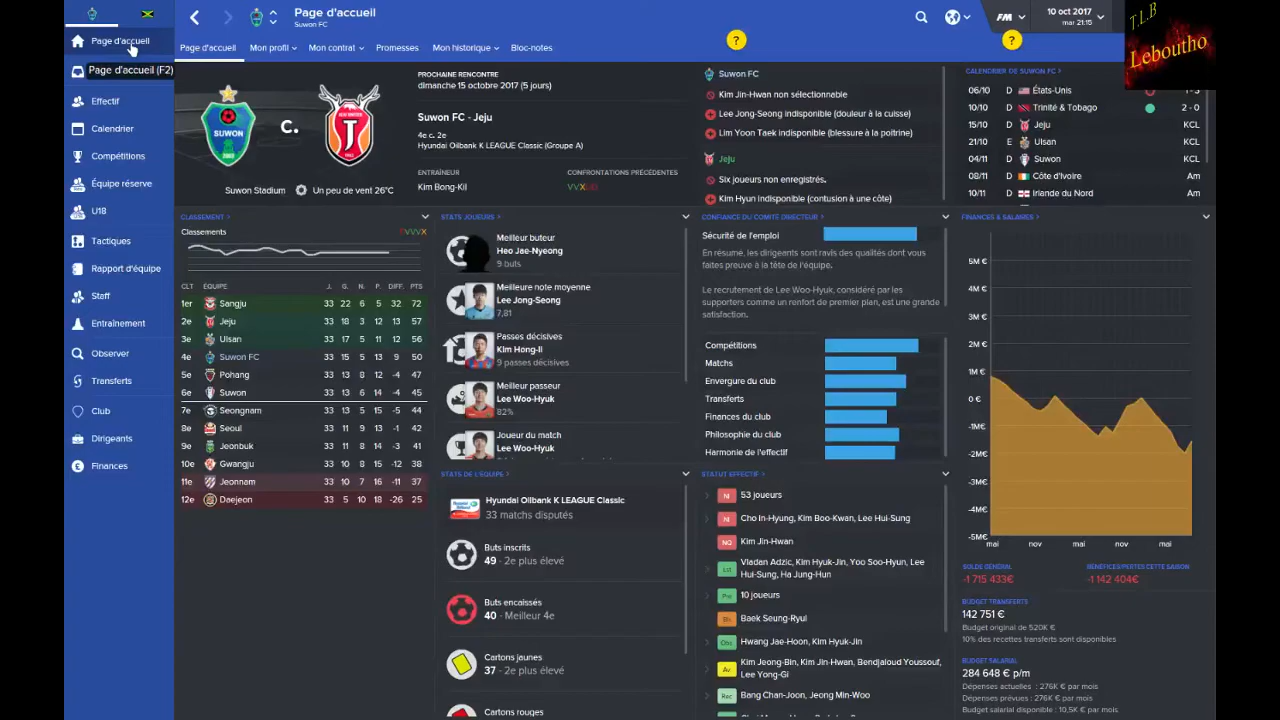 Page d'accueil
Suwon FC
10 oct 2017
mar 21:15
FM
T.L.B
Leboutho
Page d'accueil
Mon profil
Mon contrat
Promesses
Mon historique
Bloc-notes
?
?
Page d'accueil
Page d'accueil (F2)
Effectif
Calendrier
Compétitions
Équipe réserve
U18
Tactiques
Rapport d'équipe
Staff
Entraînement
Observer
Transferts
Club
Dirigeants
Finances
SUWON
c.
Suwon Stadium
Un peu de vent 26°C
PROCHAINE RENCONTRE
dimanche 15 octobre 2017 (5 jours)
Suwon FC - Jeju
4e c. 2e
Hyundai Oilbank K LEAGUE Classic (Groupe A)
ENTRAÎNEUR
CONFRONTATIONS PRÉCÉDENTES
Kim Bong-Kil
Suwon FC
Kim Jin-Hwan non sélectionnable
Lee Jong-Seong indisponible (douleur à la cuisse)
Lim Yoon Taek indisponible (blessure à la poitrine)
Jeju
Six joueurs non enregistrés.
Kim Hyun indisponible (contusion à une côte)
CALENDRIER DE SUWON FC >
06/10 D États-Unis 1 - 3
10/10 D Trinité & Tobago 2 - 0
15/10 D Jeju KCL
21/10 E Ulsan KCL
04/11 D Suwon KCL
08/11 D Côte d'Ivoire Am
10/11 D Irlande du Nord Am
CLASSEMENT >
Classements
CLT ÉQUIPE J. G. N. P. DIFF. PTS
1er Sangju 33 22 6 5 32 72
2e Jeju 33 18 3 12 13 57
3e Ulsan 33 17 5 11 12 56
4e Suwon FC 33 15 5 13 9 50
5e Pohang 33 13 8 12 -4 47
6e Suwon 33 13 6 14 -4 45
7e Seongnam 33 13 5 15 -5 44
8e Seoul 33 11 9 13 -1 42
9e Jeonbuk 33 11 8 14 -3 41
10e Gwangju 33 10 8 15 -12 38
11e Jeonnam 33 10 7 16 -11 37
12e Daejeon 33 5 10 18 -26 25
STATS JOUEURS >
Meilleur buteur
Heo Jae-Nyeong
9 buts
Meilleure note moyenne
Lee Jong-Seong
7,81
Passes décisives
Kim Hong-Il
9 passes décisives
Meilleur passeur
Lee Woo-Hyuk
82%
Joueur du match
Lee Woo-Hyuk
STATS DE L'ÉQUIPE >
Hyundai Oilbank K LEAGUE Classic
33 matchs disputés
Buts inscrits
49 - 2e plus élevé
Buts encaissés
40 - Meilleur 4e
Cartons jaunes
37 - 2e plus élevé
Cartons rouges
CONFIANCE DU COMITÉ DIRECTEUR >
Sécurité de l'emploi
En résumé, les dirigeants sont ravis des qualités dont vous
faites preuve à la tête de l'équipe.
Le recrutement de Lee Woo-Hyuk, considéré par les
supporters comme un renfort de premier plan, est une grande
satisfaction.
Compétitions
Matchs
Envergure du club
Transferts
Finances du club
Philosophie du club
Harmonie de l'effectif
STATUT EFFECTIF >
NI 53 joueurs
NI Cho In-Hyung, Kim Boo-Kwan, Lee Hui-Sung
NQ Kim Jin-Hwan
Lst Vladan Adzic, Kim Hyuk-Jin, Yoo Soo-Hyun, Lee
Hui-Sung, Ha Jung-Hun
Prê 10 joueurs
Bls Baek Seung-Ryul
Obs Hwang Jae-Hoon, Kim Hyuk-Jin
Av Kim Jeong-Bin, Kim Jin-Hwan, Bendjaloud Youssouf,
Lee Yong-Gi
Rec Bang Chan-Joon, Jeong Min-Woo
FINANCES & SALAIRES >
5M €
4M €
3M €
2M €
1M €
0 €
-1M €
-2M €
-3M €
-4M €
-5M €
mai nov mai nov mai
SOLDE GÉNÉRAL
-1 715 433€
BÉNÉFICES/PERTES CETTE SAISON
-1 142 404€
BUDGET TRANSFERTS
142 751 €
Budget original de 520K €
10% des recettes transferts sont disponibles
BUDGET SALARIAL
284 648 € p/m
Dépenses actuelles : 276K € par mois
Dépenses prévues : 276K € par mois
Budget salarial disponible : 10,5K € par mois